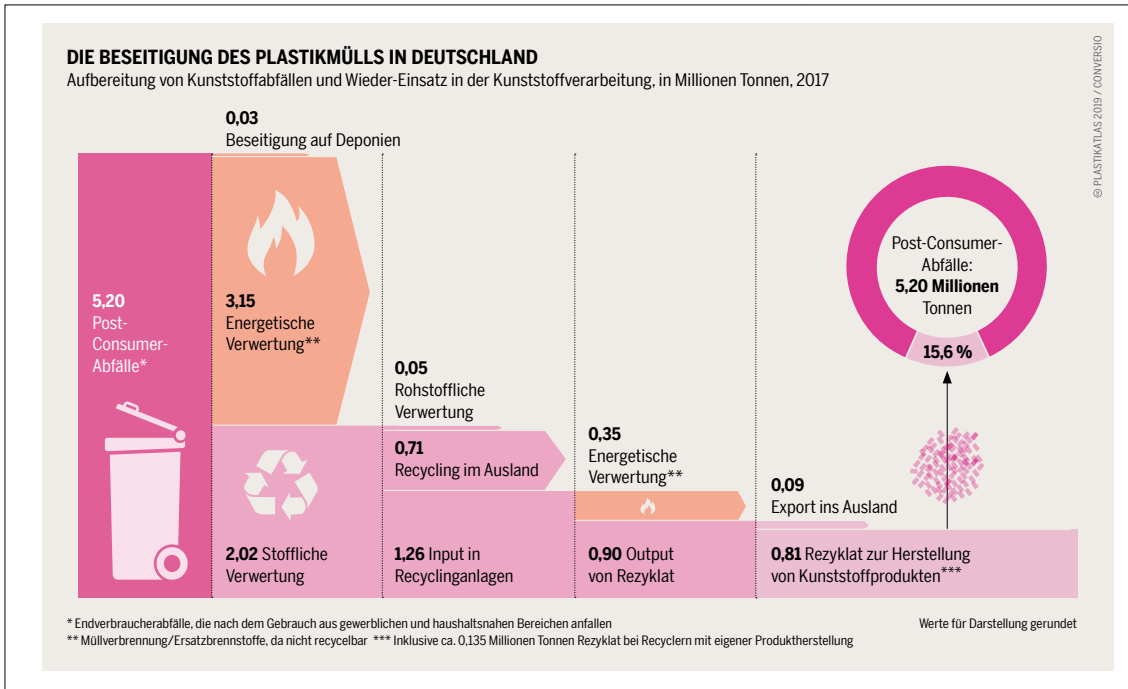 DIE BESEITIGUNG DES PLASTIKMÜLLS IN DEUTSCHLAND
Aufbereitung von Kunststoffabfällen und Wieder-Einsatz in der Kunststoffverarbeitung, in Millionen Tonnen, 2017
© PLASTIKATLAS 2019 / CONVERSIO
0,03
Beseitigung auf Deponien
5,20
Post-
Consumer-
Abfälle*
3,15
Energetische
Verwertung**
2,02 Stoffliche
Verwertung
0,05
Rohstoffliche
Verwertung
0,71
Recycling im Ausland
1,26 Input in
Recyclinganlagen
0,35
Energetische
Verwertung**
0,90 Output
von Rezyklat
0,09
Export ins Ausland
0,81 Rezyklat zur Herstellung
von Kunststoffprodukten***
Post-Consumer-
Abfälle:
5,20 Millionen
Tonnen
15,6 %
* Endverbraucherabfälle, die nach dem Gebrauch aus gewerblichen und haushaltsnahen Bereichen anfallen
Werte für Darstellung gerundet
** Müllverbrennung/Ersatzbrennstoffe, da nicht recycelbar *** Inklusive ca. 0,135 Millionen Tonnen Rezyklat bei Recyclern mit eigener Produktherstellung